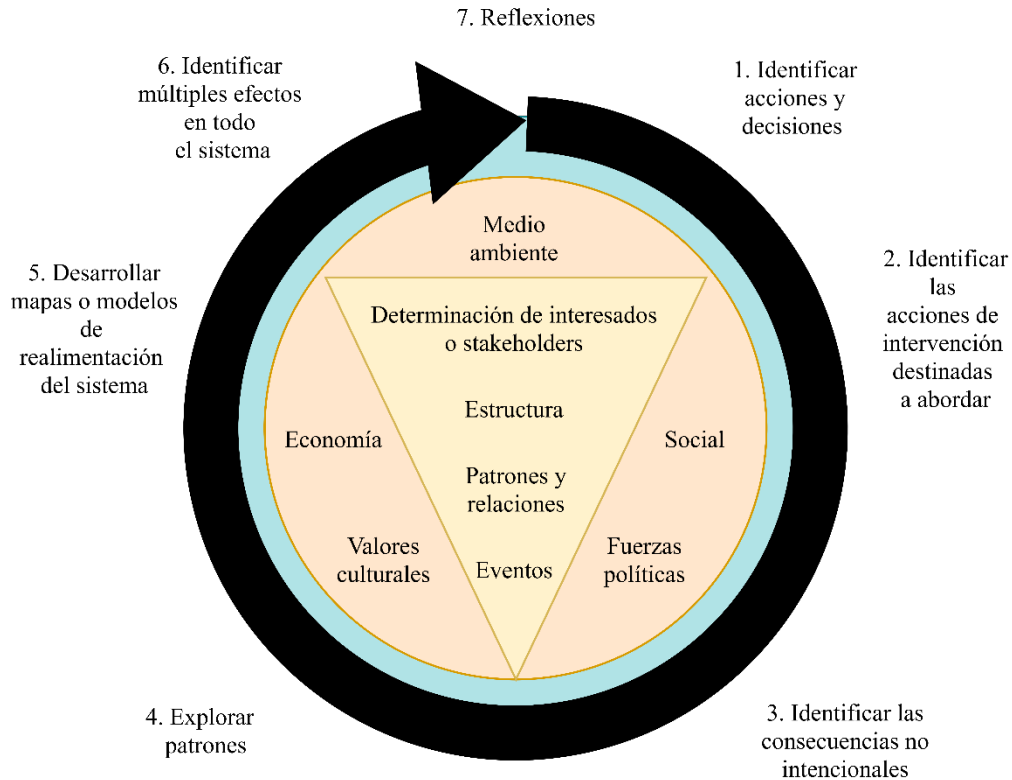 7. Reflexiones
1. Identificar
acciones y
decisiones
2. Identificar
las
acciones de
intervención
destinadas
a abordar
3. Identificar las
consecuencias no
intencionales
4. Explorar
patrones
5. Desarrollar
mapas o modelos
de
realimentación
del sistema
6. Identificar
múltiples efectos
en todo
el sistema
Medio
ambiente
Determinación de interesados
o stakeholders
Estructura
Economía
Social
Patrones y
relaciones
Valores
culturales
Eventos
Fuerzas
políticas